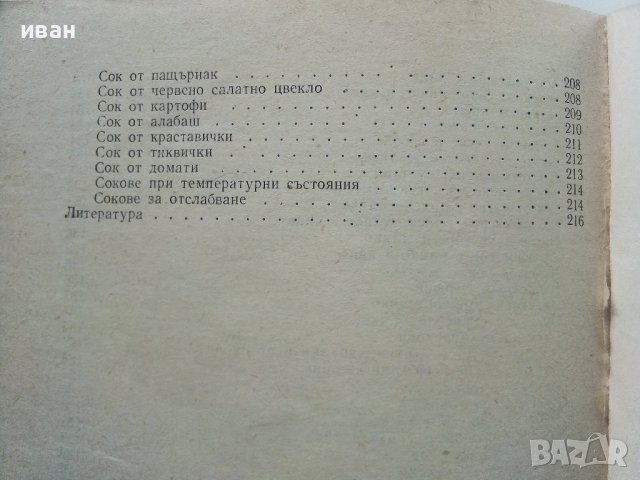 иван
Сок от пащърнак . . . . . . . . . . . . 208
Сок от червено салатно цвекло . . . . . . . . 208
Сок от картофи . . . . . . . . . . . . 209
Сок от алабаш . . . . . . . . . . . . 210
Сок от краставички . . . . . . . . . . . 211
Сок от тиквички . . . . . . . . . . . . 212
Сок от домати . . . . . . . . . . . . 213
Сокове при температурни състояния . . . . . . . 214
Сокове за отслабване . . . . . . . . . . . 214
Литература . . . . . . . . . . . . . . 216
BAZAR